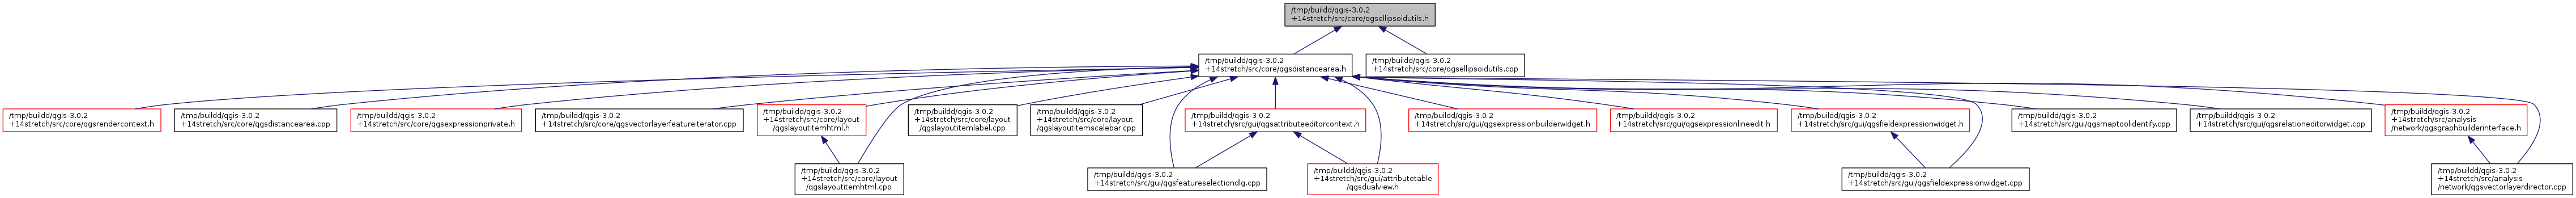 /tmp/buildd/qgis-3.0.2
+14stretch/src/core/qgsellipsoidutils.h
/tmp/buildd/qgis-3.0.2
+14stretch/src/core/qgsdistancearea.h
/tmp/buildd/qgis-3.0.2
+14stretch/src/core/qgsellipsoidutils.cpp
/tmp/buildd/qgis-3.0.2
+14stretch/src/core/qgsrendercontext.h
/tmp/buildd/qgis-3.0.2
+14stretch/src/core/qgsdistancearea.cpp
/tmp/buildd/qgis-3.0.2
+14stretch/src/core/qgsexpressionprivate.h
/tmp/buildd/qgis-3.0.2
+14stretch/src/core/qgsvectorlayerfeatureiterator.cpp
/tmp/buildd/qgis-3.0.2
+14stretch/src/core/layout
/qgslayoutitemhtml.h
/tmp/buildd/qgis-3.0.2
+14stretch/src/core/layout
/qgslayoutitemlabel.cpp
/tmp/buildd/qgis-3.0.2
+14stretch/src/core/layout
/qgslayoutitemscalebar.cpp
/tmp/buildd/qgis-3.0.2
+14stretch/src/gui/qgsattributeeditorcontext.h
/tmp/buildd/qgis-3.0.2
+14stretch/src/gui/qgsexpressionbuilderwidget.h
/tmp/buildd/qgis-3.0.2
+14stretch/src/gui/qgsexpressionlineedit.h
/tmp/buildd/qgis-3.0.2
+14stretch/src/gui/qgsfieldexpressionwidget.h
/tmp/buildd/qgis-3.0.2
+14stretch/src/gui/qgsmaptoolidentify.cpp
/tmp/buildd/qgis-3.0.2
+14stretch/src/gui/qgsrelationeditorwidget.cpp
/tmp/buildd/qgis-3.0.2
+14stretch/src/analysis
/network/qgsgraphbuilderinterface.h
/tmp/buildd/qgis-3.0.2
+14stretch/src/core/layout
/qgslayoutitemhtml.cpp
/tmp/buildd/qgis-3.0.2
+14stretch/src/gui/qgsfeatureselectiondlg.cpp
/tmp/buildd/qgis-3.0.2
+14stretch/src/gui/attributetable
/qgsdualview.h
/tmp/buildd/qgis-3.0.2
+14stretch/src/gui/qgsfieldexpressionwidget.cpp
/tmp/buildd/qgis-3.0.2
+14stretch/src/analysis
/network/qgsvectorlayerdirector.cpp